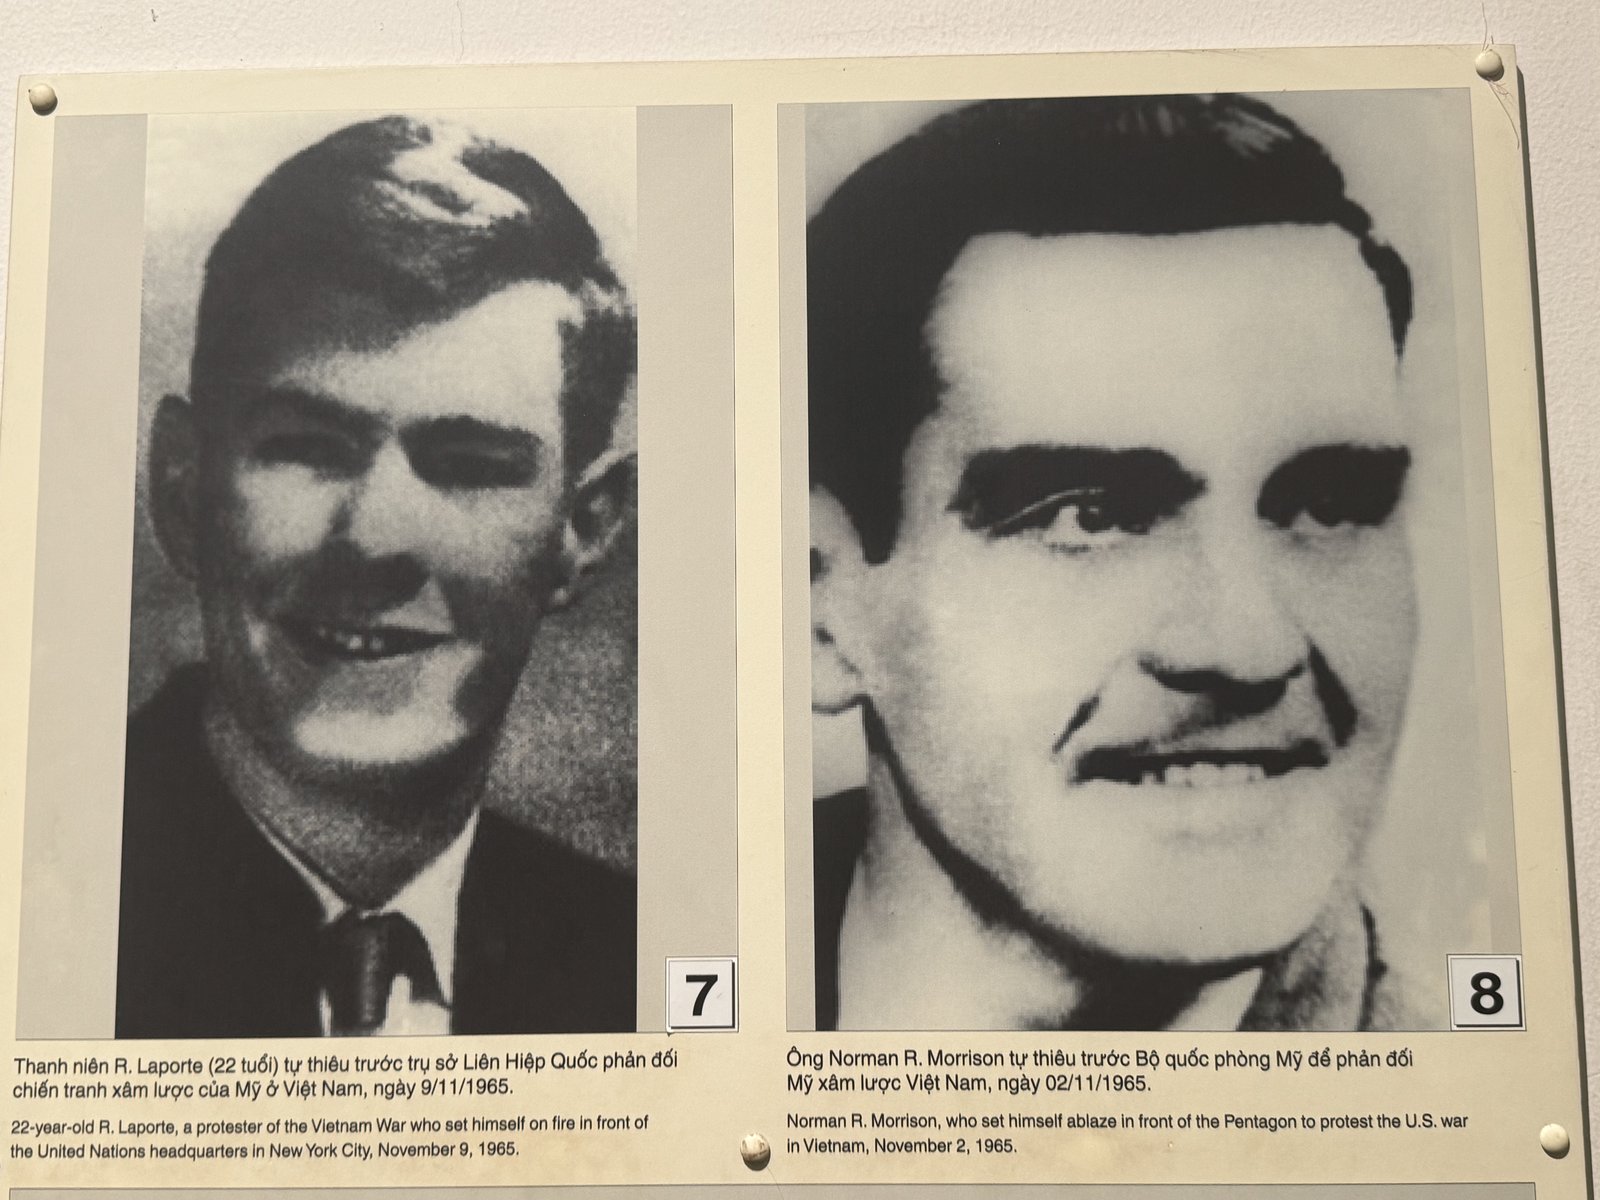 7
Thanh niên R. Laporte (22 tuổi) tự thiêu trước trụ sở Liên Hiệp Quốc phản đối
chiến tranh xâm lược của Mỹ ở Việt Nam, ngày 9/11/1965.
22-year-old R. Laporte, a protester of the Vietnam War who set himself on fire in front of
the United Nations headquarters in New York City, November 9, 1965.
8
Ông Norman R. Morrison tự thiêu trước Bộ quốc phòng Mỹ để phản đối
Mỹ xâm lược Việt Nam, ngày 02/11/1965.
Norman R. Morrison, who set himself ablaze in front of the Pentagon to protest the U.S. war
in Vietnam, November 2, 1965.